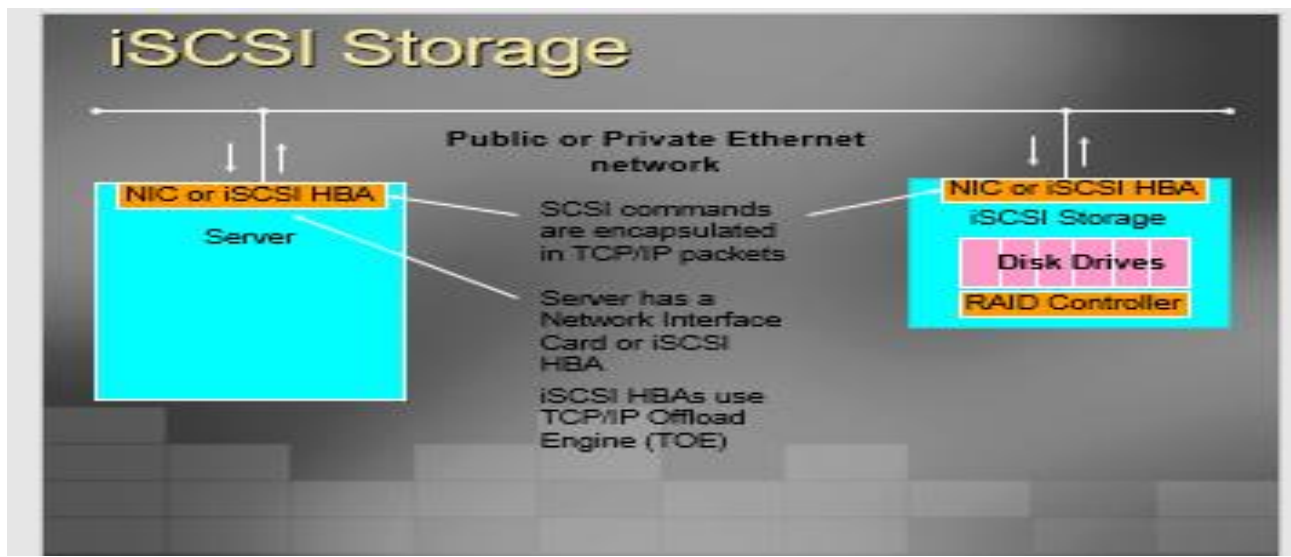 iSCSI Storage
Public or Private Ethernet
network
NIC or iSCSI HBA
Server
SCSI commands
are encapsulated
in TCP/IP packets
Server has a
Network Interface
Card or iSCSI
HBA
iSCSI HBAs use
TCP/IP Offload
Engine (TOE)
NIC or iSCSI HBA
iSCSI Storage
Disk Drives
RAID Controller